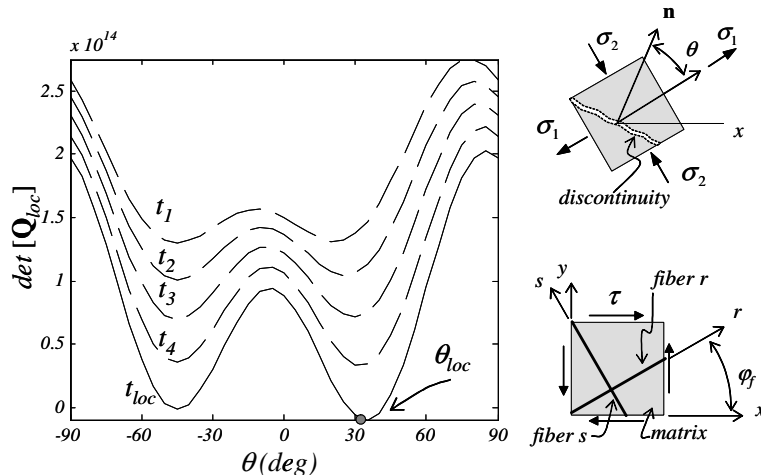 x 10^14
2.5
2
1.5
1
0.5
0
det [Q_loc]
t_1
t_2
t_3
t_4
t_loc
θ_loc
-90
-60
-30
0
30
60
90
θ(deg)
n
σ_2
θ
σ_1
x
σ_1
σ_2
discontinuity
s
y
τ
fiber r
r
φ_f
x
fiber s
matrix